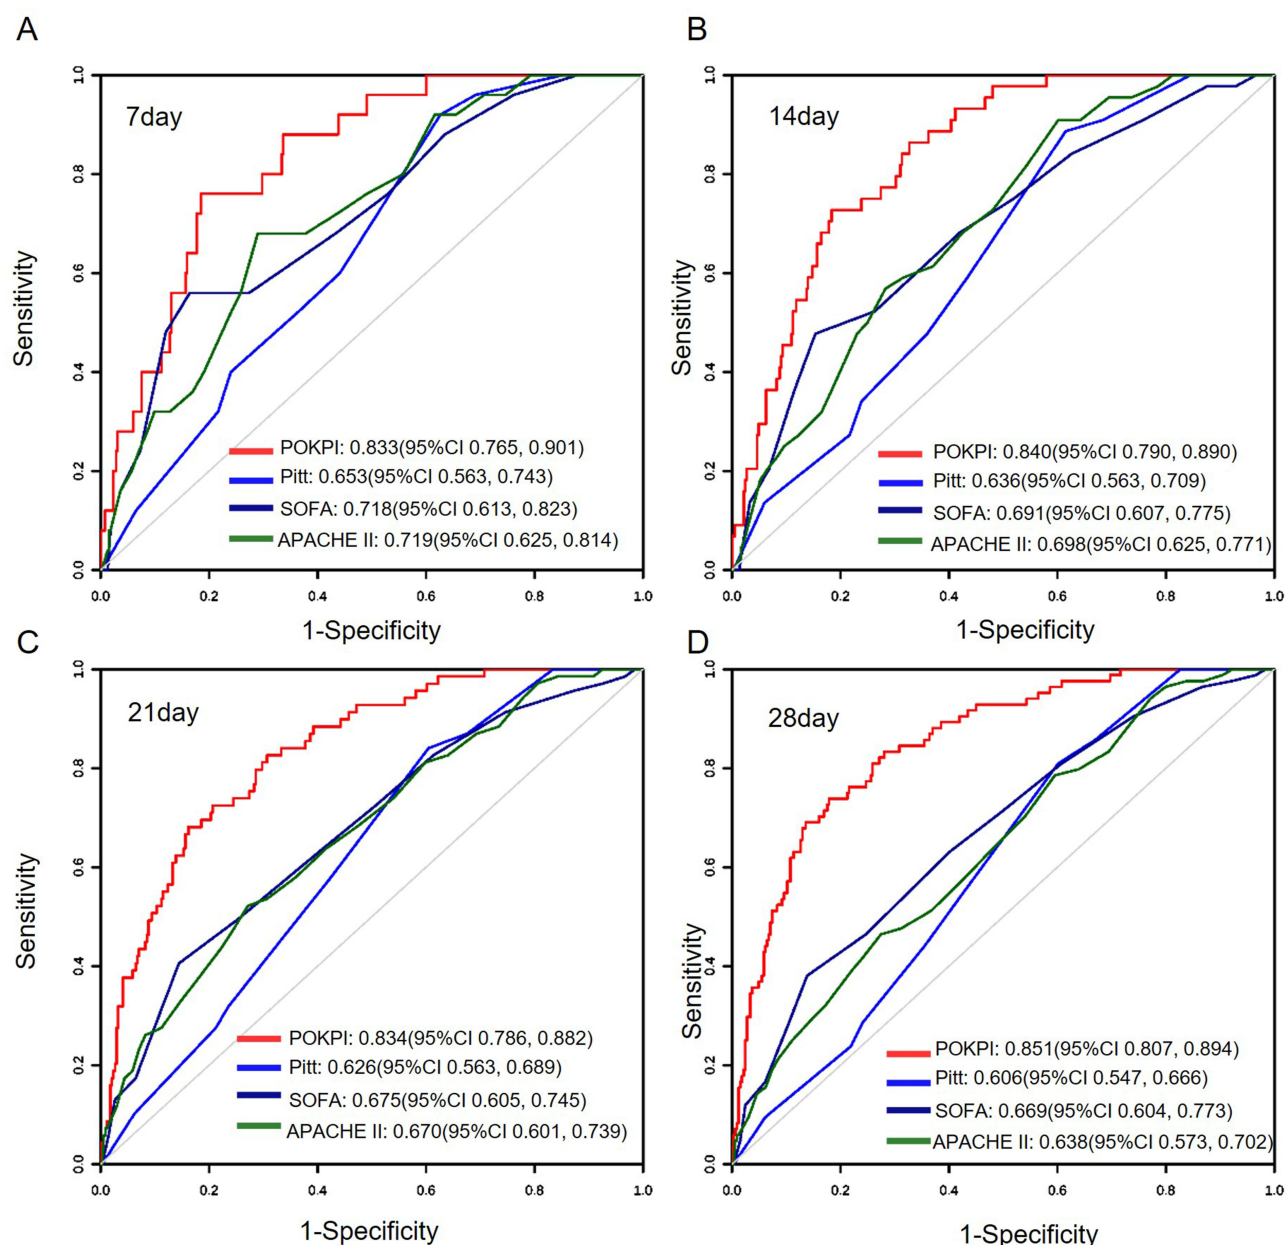 A
7day
Sensitivity
1.0
0.8
0.6
0.4
0.2
0.0
POKPI: 0.833(95%CI 0.765, 0.901)
Pitt: 0.653(95%CI 0.563, 0.743)
SOFA: 0.718(95%CI 0.613, 0.823)
APACHE II: 0.719(95%CI 0.625, 0.814)
0.0 0.2 0.4 0.6 0.8 1.0
1-Specificity
B
14day
Sensitivity
1.0
0.8
0.6
0.4
0.2
0.0
POKPI: 0.840(95%CI 0.790, 0.890)
Pitt: 0.636(95%CI 0.563, 0.709)
SOFA: 0.691(95%CI 0.607, 0.775)
APACHE II: 0.698(95%CI 0.625, 0.771)
0.0 0.2 0.4 0.6 0.8 1.0
1-Specificity
C
21day
Sensitivity
1.0
0.8
0.6
0.4
0.2
0.0
POKPI: 0.834(95%CI 0.786, 0.882)
Pitt: 0.626(95%CI 0.563, 0.689)
SOFA: 0.675(95%CI 0.605, 0.745)
APACHE II: 0.670(95%CI 0.601, 0.739)
0.0 0.2 0.4 0.6 0.8 1.0
1-Specificity
D
28day
Sensitivity
1.0
0.8
0.6
0.4
0.2
0.0
POKPI: 0.851(95%CI 0.807, 0.894)
Pitt: 0.606(95%CI 0.547, 0.666)
SOFA: 0.669(95%CI 0.604, 0.773)
APACHE II: 0.638(95%CI 0.573, 0.702)
0.0 0.2 0.4 0.6 0.8 1.0
1-Specificity